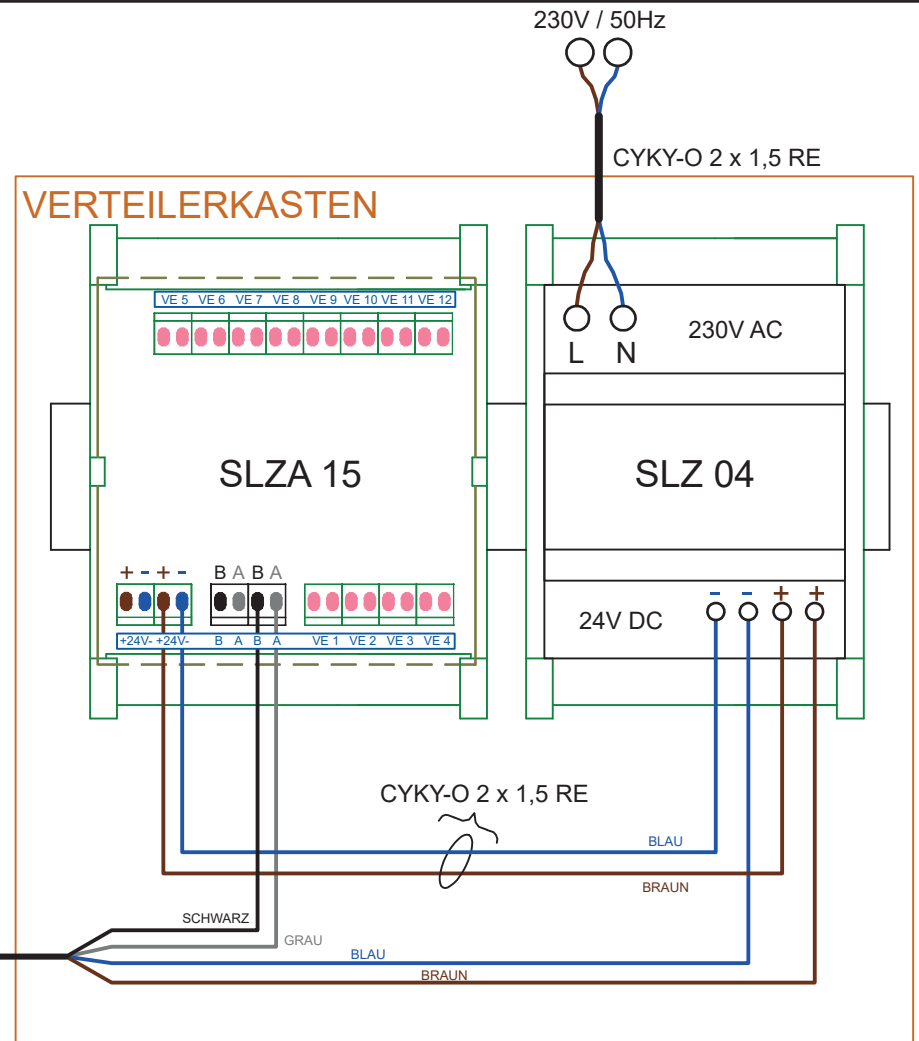 230V / 50Hz
CYKY-O 2 x 1,5 RE
VERTEILERKASTEN
VE 5 VE 6 VE 7 VE 8 VE 9 VE 10 VE 11 VE 12
230V AC
L N
SLZA 15
SLZ 04
+ - + -
B A B A
- - + +
24V DC
+24V- +24V-
B A B A
VE 1 VE 2 VE 3 VE 4
CYKY-O 2 x 1,5 RE
BLAU
BRAUN
SCHWARZ
GRAU
BLAU
BRAUN